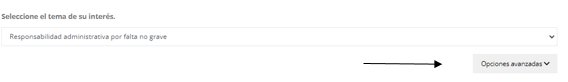 Seleccione el tema de su interés.
Responsabilidad administrativa por falta no grave
Opciones avanzadas